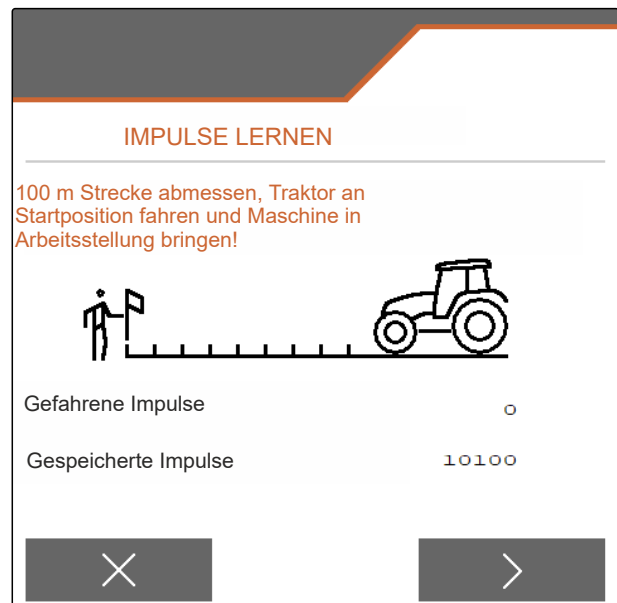 IMPULSE LERNEN
100 m Strecke abmessen, Traktor an
Startposition fahren und Maschine in
Arbeitsstellung bringen!
Gefahrene Impulse 0
Gespeicherte Impulse 10100